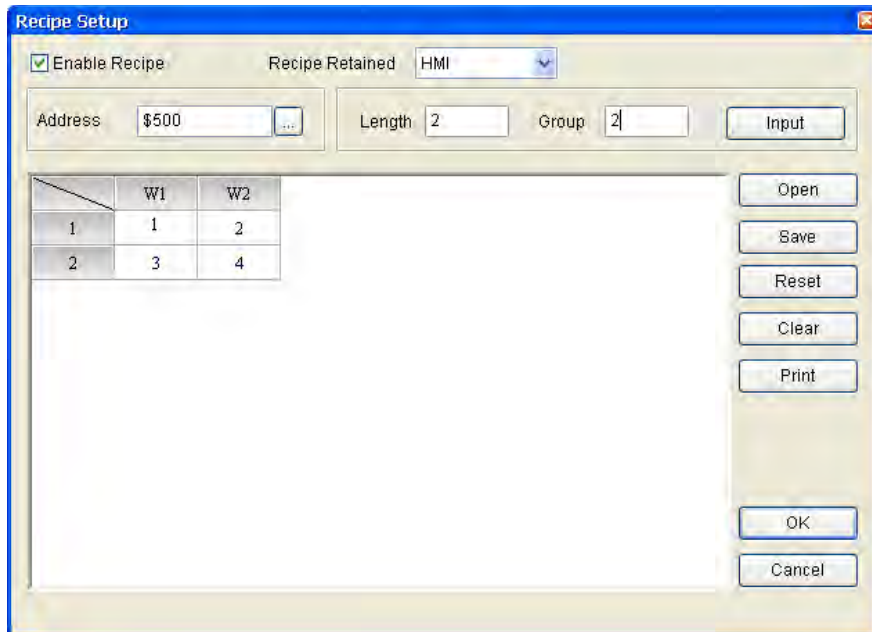 Recipe Setup
Enable Recipe Recipe Retained HMI
Address $500 ... Length 2 Group 2 Input
W1 W2 Open
1 1 2 Save
2 3 4 Reset
Clear
Print
OK
Cancel